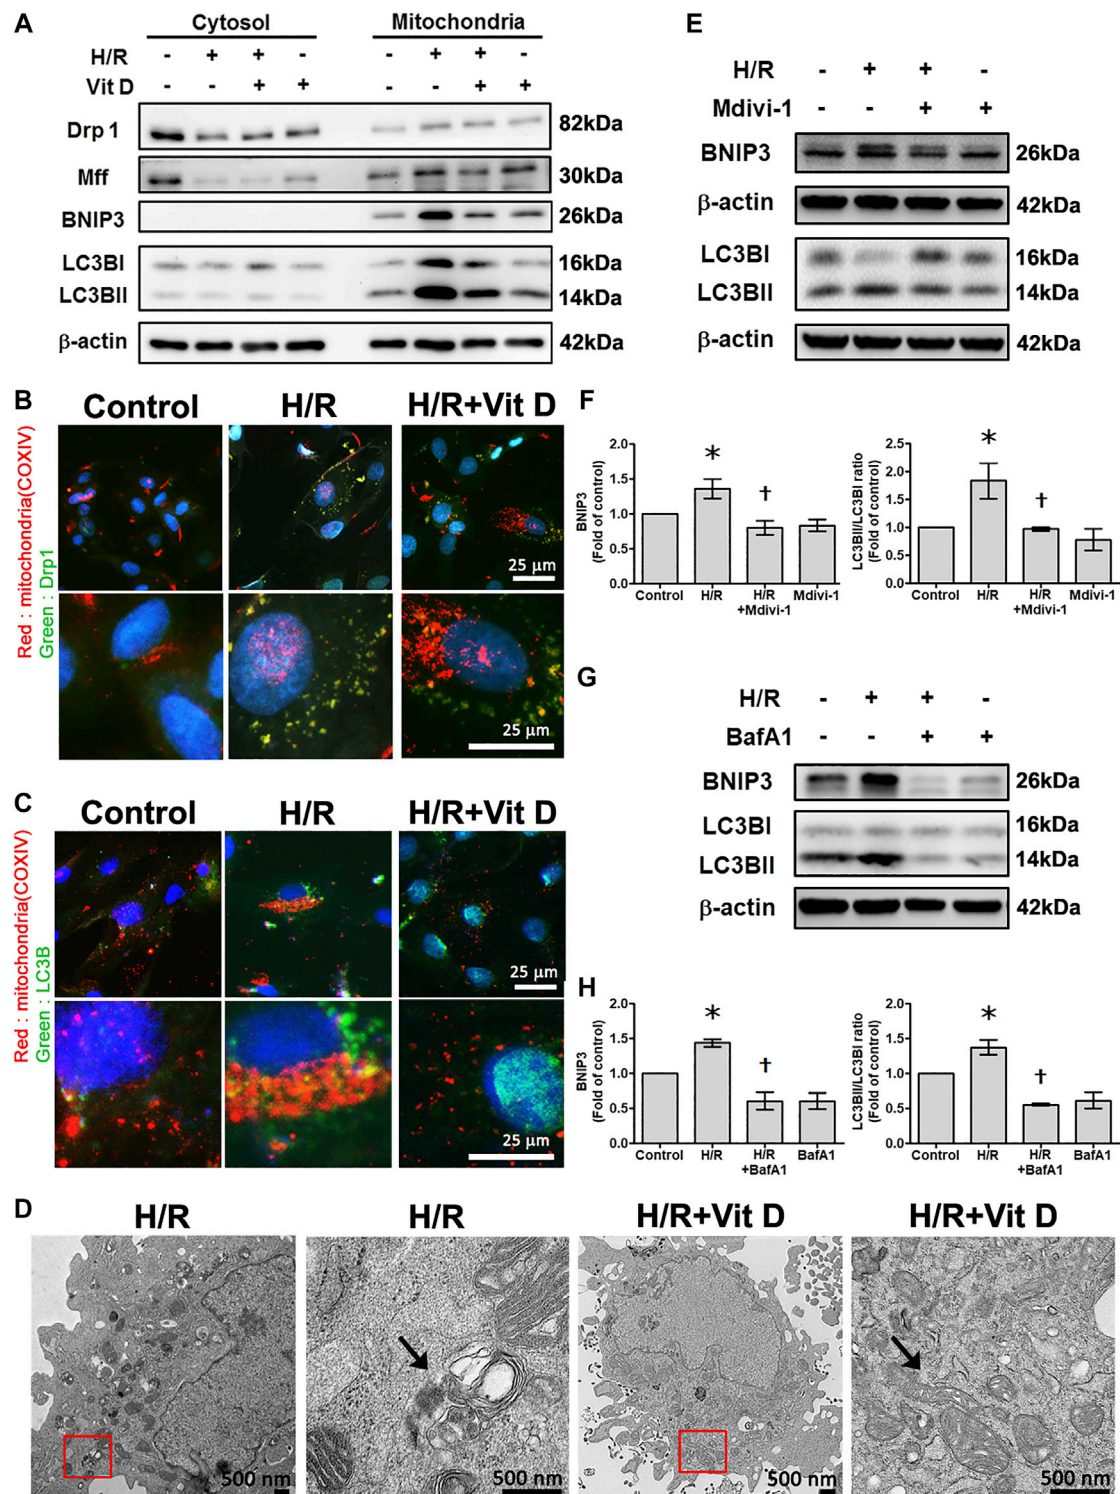 A
Cytosol Mitochondria
H/R - + + - - + + -
Vit D - - + + - - + +
Drp 1 82kDa
Mff 30kDa
BNIP3 26kDa
LC3BI 16kDa
LC3BII 14kDa
β-actin 42kDa
B
Control H/R H/R+Vit D
Red : mitochondria(COXIV)
Green : Drp1
25 μm
25 μm
C
Control H/R H/R+Vit D
Red : mitochondria(COXIV)
Green : LC3B
25 μm
25 μm
D
H/R H/R H/R+Vit D H/R+Vit D
500 nm 500 nm 500 nm 500 nm
E
H/R - + + -
Mdivi-1 - - + +
BNIP3 26kDa
β-actin 42kDa
LC3BI 16kDa
LC3BII 14kDa
β-actin 42kDa
F
BNIP3
(Fold of control)
2.0
1.5
1.0
0.5
0.0
* †
Control H/R H/R Mdivi-1
+Mdivi-1
LC3BII/LC3BI ratio
(Fold of control)
2.5
2.0
1.5
1.0
0.5
0.0
* †
Control H/R H/R Mdivi-1
+Mdivi-1
G
H/R - + + -
BafA1 - - + +
BNIP3 26kDa
LC3BI 16kDa
LC3BII 14kDa
β-actin 42kDa
H
BNIP3
(Fold of control)
2.0
1.5
1.0
0.5
0.0
* †
Control H/R H/R BafA1
+BafA1
LC3BII/LC3BI ratio
(Fold of control)
2.0
1.5
1.0
0.5
0.0
* †
Control H/R H/R BafA1
+BafA1